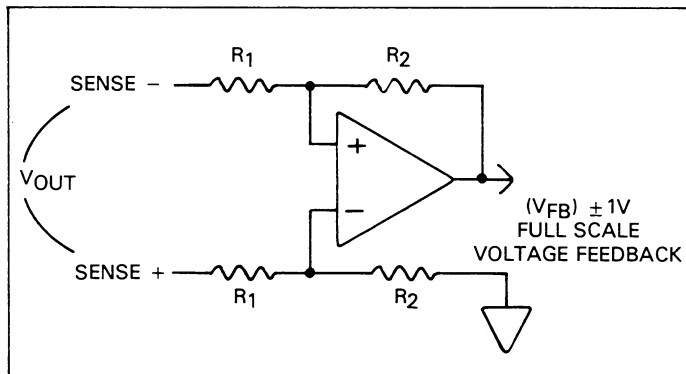 R1 R2
SENSE −
+
VOUT
−
(VFB) ±1V
FULL SCALE
VOLTAGE FEEDBACK
SENSE +
R1 R2